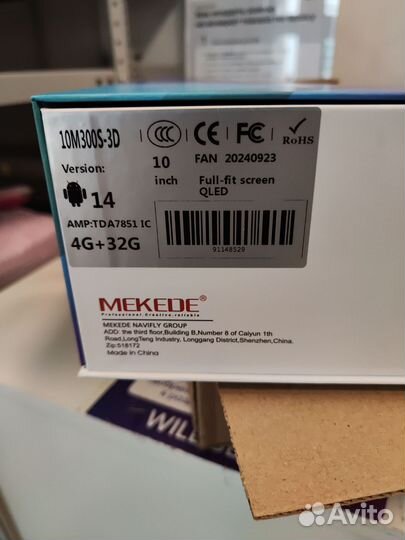 10M300S-3D
CCC CE FC RoHS
Version:
10 inch
FAN 20240923
14
Full-fit screen
QLED
AMP:TDA7851 IC
4G+32G
91148529
MEKEDE®
Professional.Creative.Reliable
MEKEDE NAVIFLY GROUP
ADD: the third floor,Building B,Number 8 of Caiyun 1th
Road,LongTeng Industry, Longgang District,Shenzhen,China.
Zip:518172
Made in China
WILL
Avito